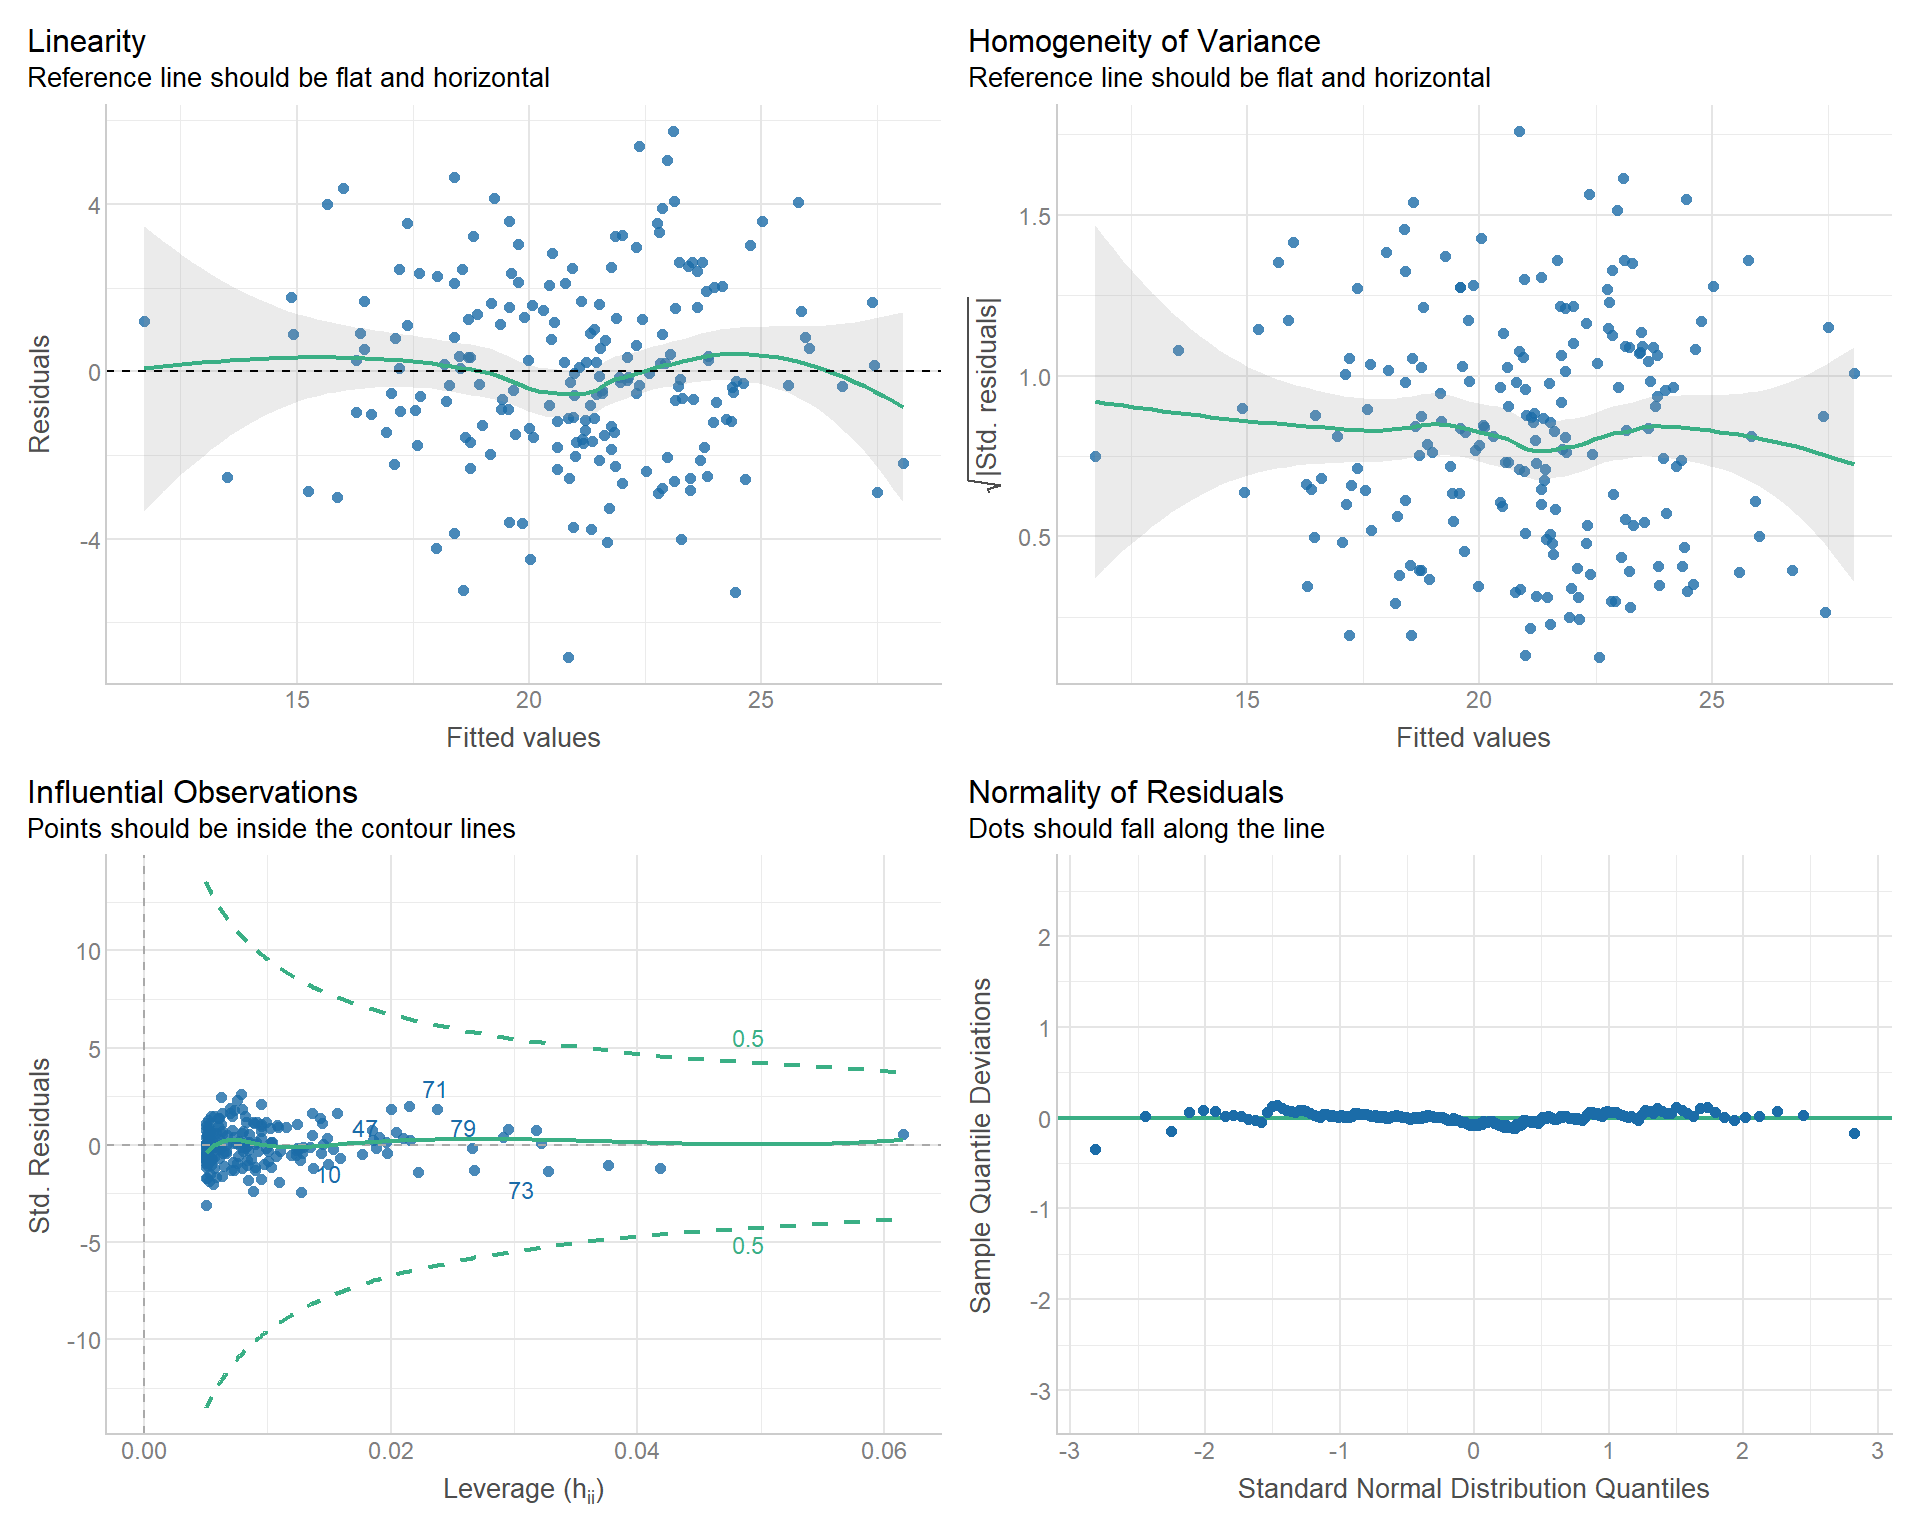 Linearity
Reference line should be flat and horizontal
Residuals
4
0
-4
15 20 25
Fitted values
Homogeneity of Variance
Reference line should be flat and horizontal
√|Std. residuals|
1.5
1.0
0.5
15 20 25
Fitted values
Influential Observations
Points should be inside the contour lines
Std. Residuals
10
5
0
-5
-10
0.5
71
47
79
10
73
0.5
0.00 0.02 0.04 0.06
Leverage (hii)
Normality of Residuals
Dots should fall along the line
Sample Quantile Deviations
2
1
0
-1
-2
-3
-3 -2 -1 0 1 2 3
Standard Normal Distribution Quantiles